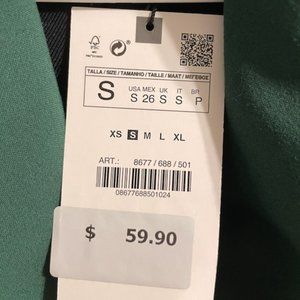 FSC
TALLA / SIZE / TAMANHO / TAILLE / MAAT / ΜΕΓΕΘΟΣ
S
USA MEX UK IT BR
S 26 S S P
XS S M L XL
ART.: 8677 / 688 / 501
08677688501024
$ 59.90